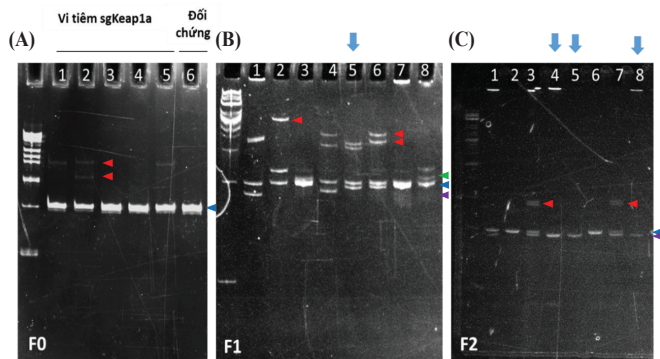 Vi tiêm sgKeap1a
Đối chứng
(A)
1 2 3 4 5 6
F0
(B)
1 2 3 4 5 6 7 8
F1
(C)
1 2 3 4 5 6 7 8
F2